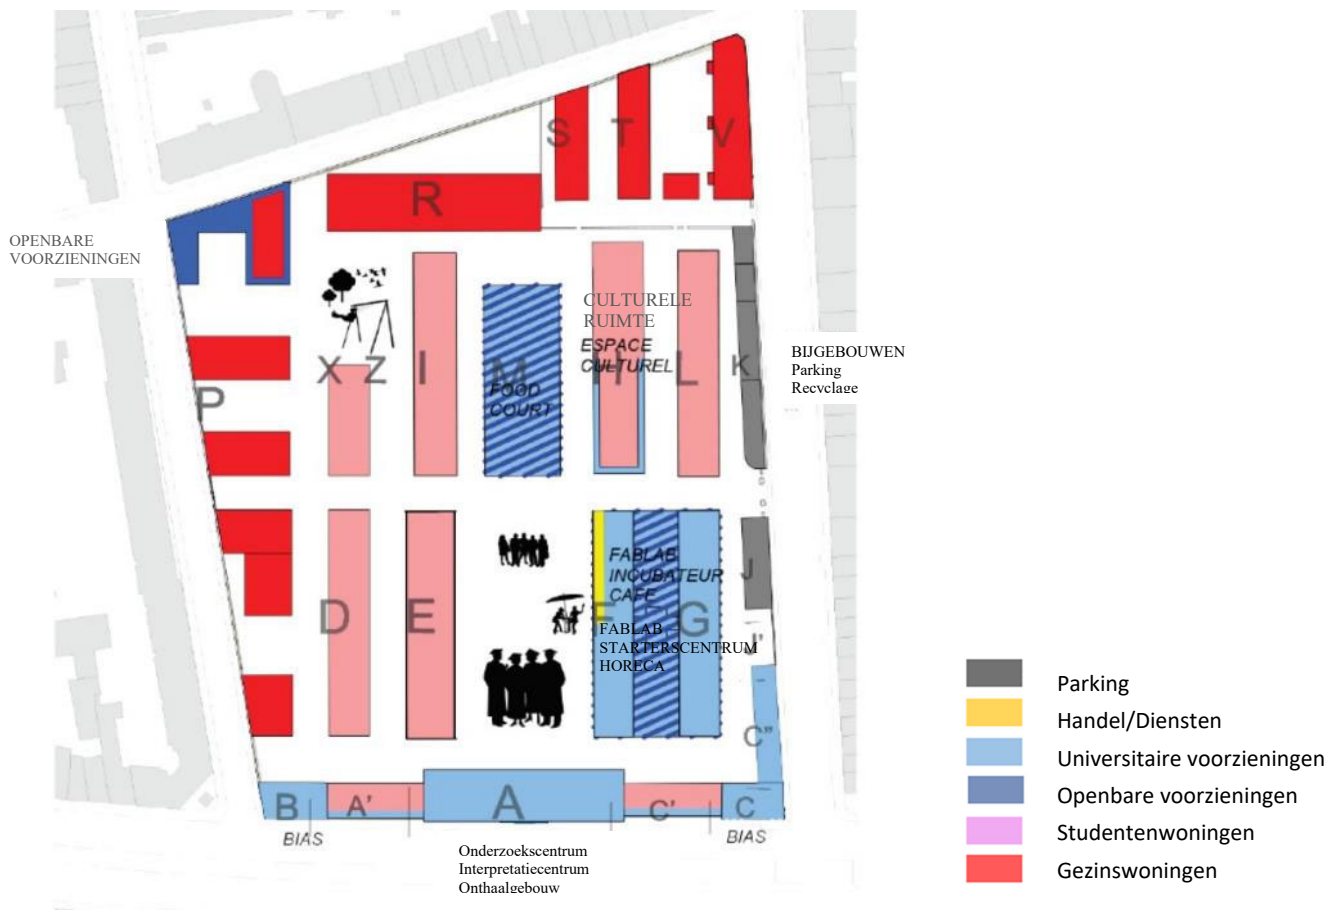 S
T
V
R
OPENBARE
VOORZIENINGEN
CULTURELE
RUIMTE
ESPACE
CULTUREL
X
Z
I
M
FOOD
COURT
H
L
K
BIJGEBOUWEN
Parking
Recyclage
P
D
E
FABLAB
INCUBATEUR
CAFE
F
G
FABLAB
STARTERSCENTRUM
HORECA
J
J'
C"
B
A'
A
C'
C
BIAS
BIAS
Onderzoekscentrum
Interpretatiecentrum
Onthaalgebouw
Parking
Handel/Diensten
Universitaire voorzieningen
Openbare voorzieningen
Studentenwoningen
Gezinswoningen